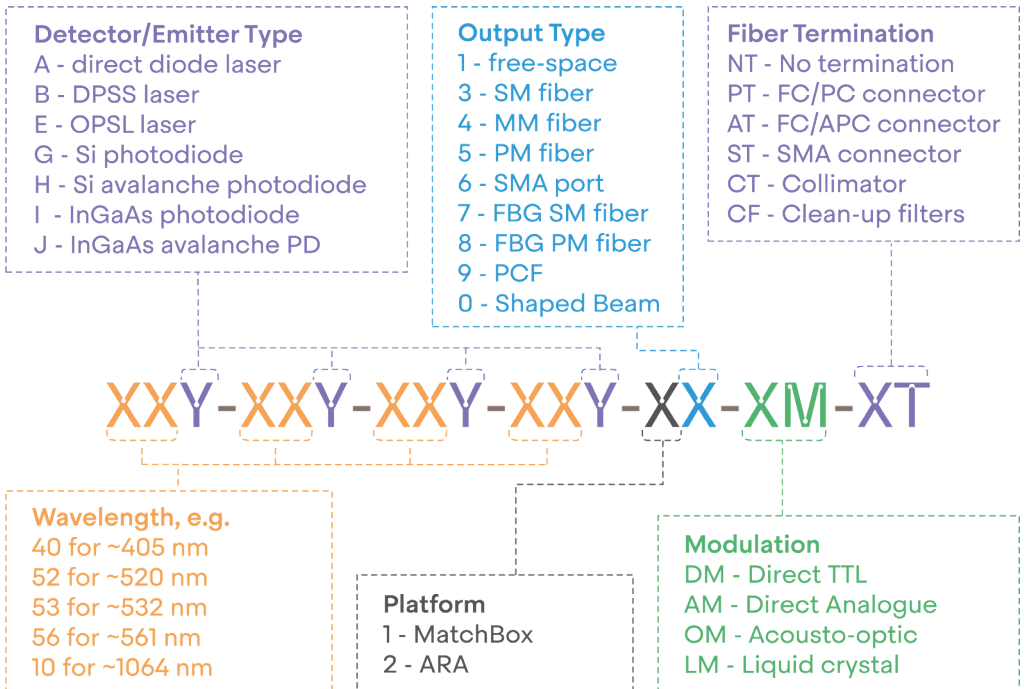 Detector/Emitter Type
A - direct diode laser
B - DPSS laser
E - OPSL laser
G - Si photodiode
H - Si avalanche photodiode
I - InGaAs photodiode
J - InGaAs avalanche PD
Output Type
1 - free-space
3 - SM fiber
4 - MM fiber
5 - PM fiber
6 - SMA port
7 - FBG SM fiber
8 - FBG PM fiber
9 - PCF
0 - Shaped Beam
Fiber Termination
NT - No termination
PT - FC/PC connector
AT - FC/APC connector
ST - SMA connector
CT - Collimator
CF - Clean-up filters
XXY-XXY-XXY-XXY-XX-XM-XT
Wavelength, e.g.
40 for ~405 nm
52 for ~520 nm
53 for ~532 nm
56 for ~561 nm
10 for ~1064 nm
Platform
1 - MatchBox
2 - ARA
Modulation
DM - Direct TTL
AM - Direct Analogue
OM - Acousto-optic
LM - Liquid crystal